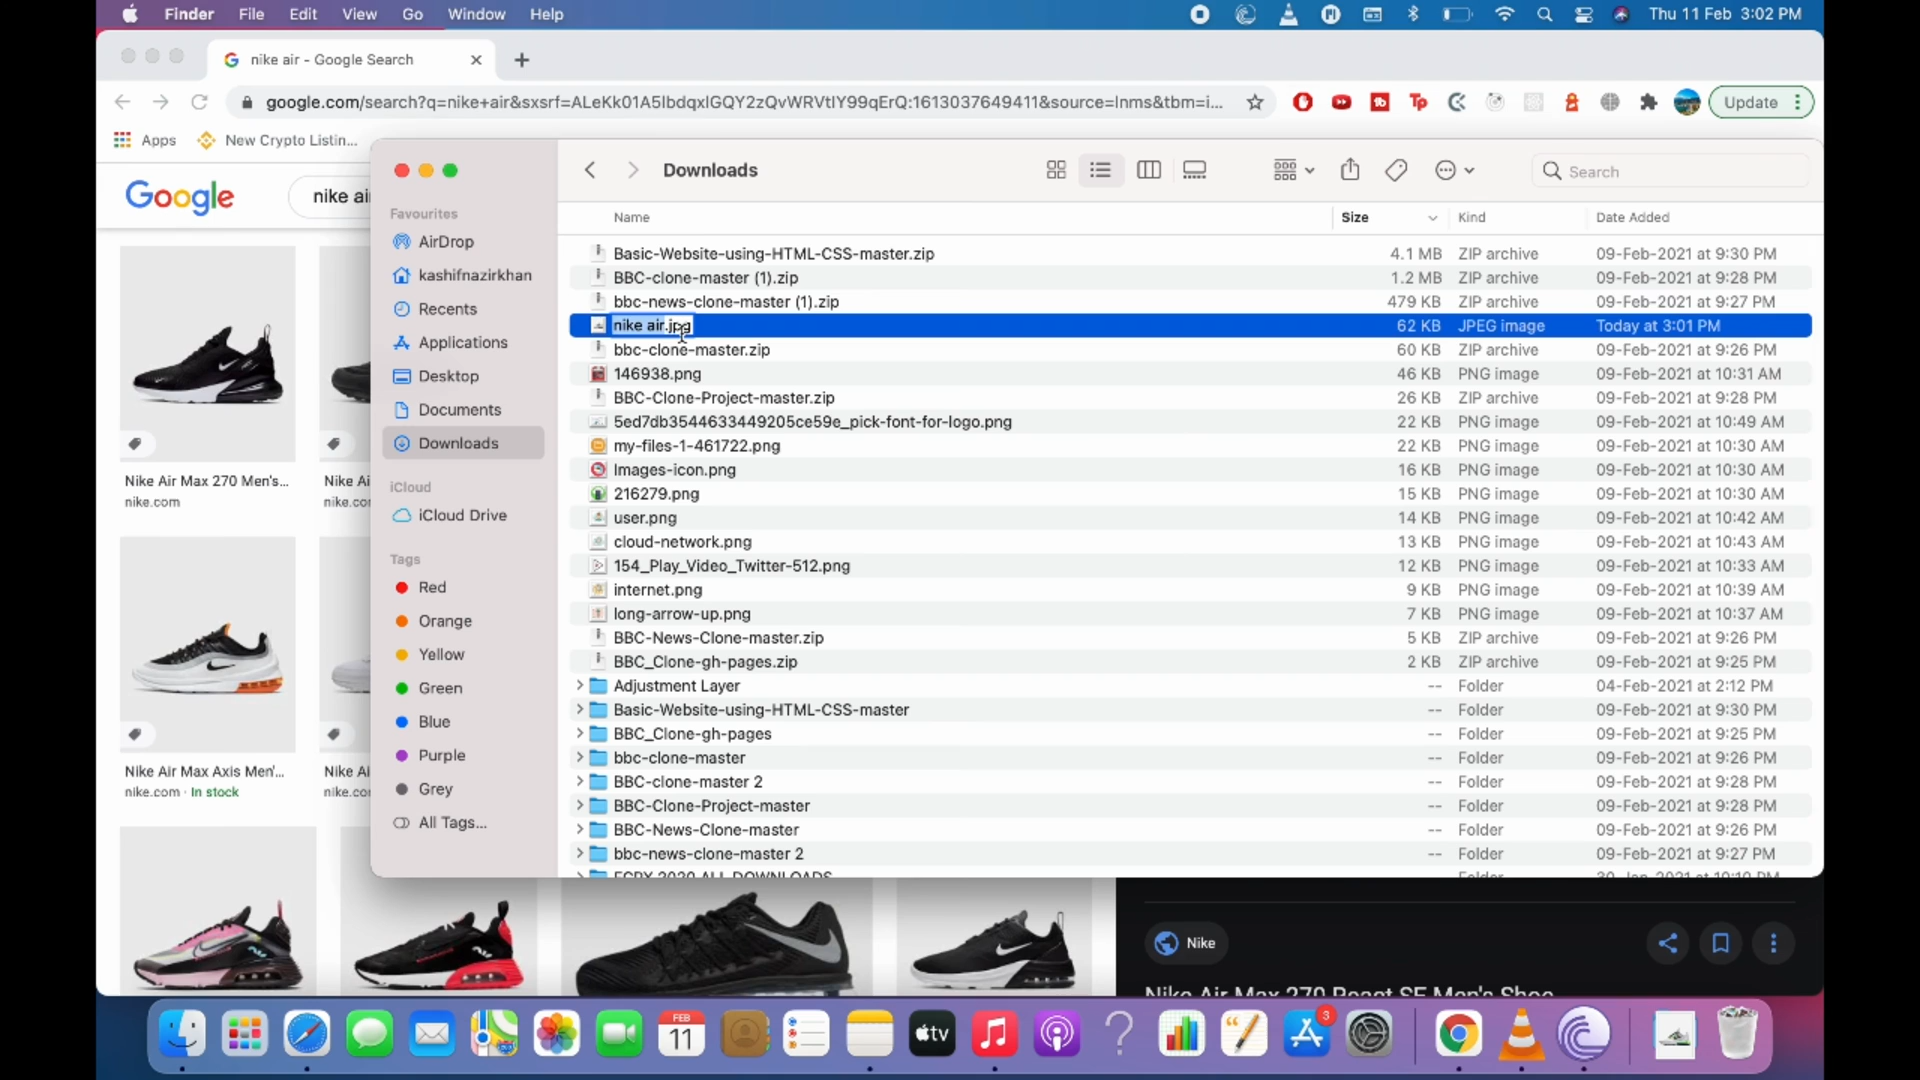 Finder File Edit View Go Window Help Thu 11 Feb 3:02 PM
nike air - Google Search
google.com/search?q=nike+air&sxsrf=ALeKk01A5lbdqxIGQY2zQvWRVtIY99qErQ:1613037649411&source=lnms&tbm=i... Update
Apps New Crypto Listin...
Google nike air
Downloads Search
Favourites
AirDrop
kashifnazirkhan
Recents
Applications
Desktop
Documents
Downloads
iCloud
iCloud Drive
Tags
Red
Orange
Yellow
Green
Blue
Purple
Grey
All Tags...
Name Size Kind Date Added
Basic-Website-using-HTML-CSS-master.zip 4.1 MB ZIP archive 09-Feb-2021 at 9:30 PM
BBC-clone-master (1).zip 1.2 MB ZIP archive 09-Feb-2021 at 9:28 PM
bbc-news-clone-master (1).zip 479 KB ZIP archive 09-Feb-2021 at 9:27 PM
nike air.jpg 62 KB JPEG image Today at 3:01 PM
bbc-clone-master.zip 60 KB ZIP archive 09-Feb-2021 at 9:26 PM
146938.png 46 KB PNG image 09-Feb-2021 at 10:31 AM
BBC-Clone-Project-master.zip 26 KB ZIP archive 09-Feb-2021 at 9:28 PM
5ed7db3544633449205ce59e_pick-font-for-logo.png 22 KB PNG image 09-Feb-2021 at 10:49 AM
my-files-1-461722.png 22 KB PNG image 09-Feb-2021 at 10:30 AM
Images-icon.png 16 KB PNG image 09-Feb-2021 at 10:30 AM
216279.png 15 KB PNG image 09-Feb-2021 at 10:30 AM
user.png 14 KB PNG image 09-Feb-2021 at 10:42 AM
cloud-network.png 13 KB PNG image 09-Feb-2021 at 10:43 AM
154_Play_Video_Twitter-512.png 12 KB PNG image 09-Feb-2021 at 10:33 AM
internet.png 9 KB PNG image 09-Feb-2021 at 10:39 AM
long-arrow-up.png 7 KB PNG image 09-Feb-2021 at 10:37 AM
BBC-News-Clone-master.zip 5 KB ZIP archive 09-Feb-2021 at 9:26 PM
BBC_Clone-gh-pages.zip 2 KB ZIP archive 09-Feb-2021 at 9:25 PM
Adjustment Layer -- Folder 04-Feb-2021 at 2:12 PM
Basic-Website-using-HTML-CSS-master -- Folder 09-Feb-2021 at 9:30 PM
BBC_Clone-gh-pages -- Folder 09-Feb-2021 at 9:25 PM
bbc-clone-master -- Folder 09-Feb-2021 at 9:26 PM
BBC-clone-master 2 -- Folder 09-Feb-2021 at 9:28 PM
BBC-Clone-Project-master -- Folder 09-Feb-2021 at 9:28 PM
BBC-News-Clone-master -- Folder 09-Feb-2021 at 9:26 PM
bbc-news-clone-master 2 -- Folder 09-Feb-2021 at 9:27 PM
Nike Air Max 270 Men's... Nike Ai
nike.com nike.co
Nike Air Max Axis Men'... Nike Ai
nike.com · In stock nike.co
Nike
Nike Air Max 270 React SE Men's Shoe
FEB
11
tv
3